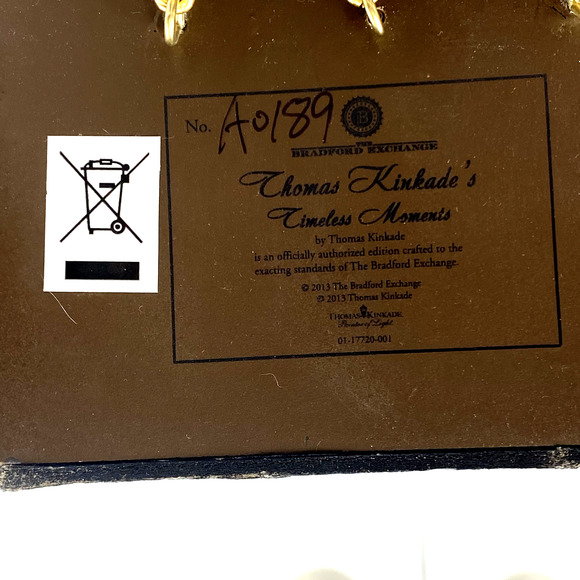 No. A0189
B
THE
BRADFORD EXCHANGE
Thomas Kinkade's
Timeless Moments
by Thomas Kinkade
is an officially authorized edition crafted to the
exacting standards of The Bradford Exchange.
© 2013 The Bradford Exchange
© 2013 Thomas Kinkade
THOMAS KINKADE
Painter of Light
01-17720-001